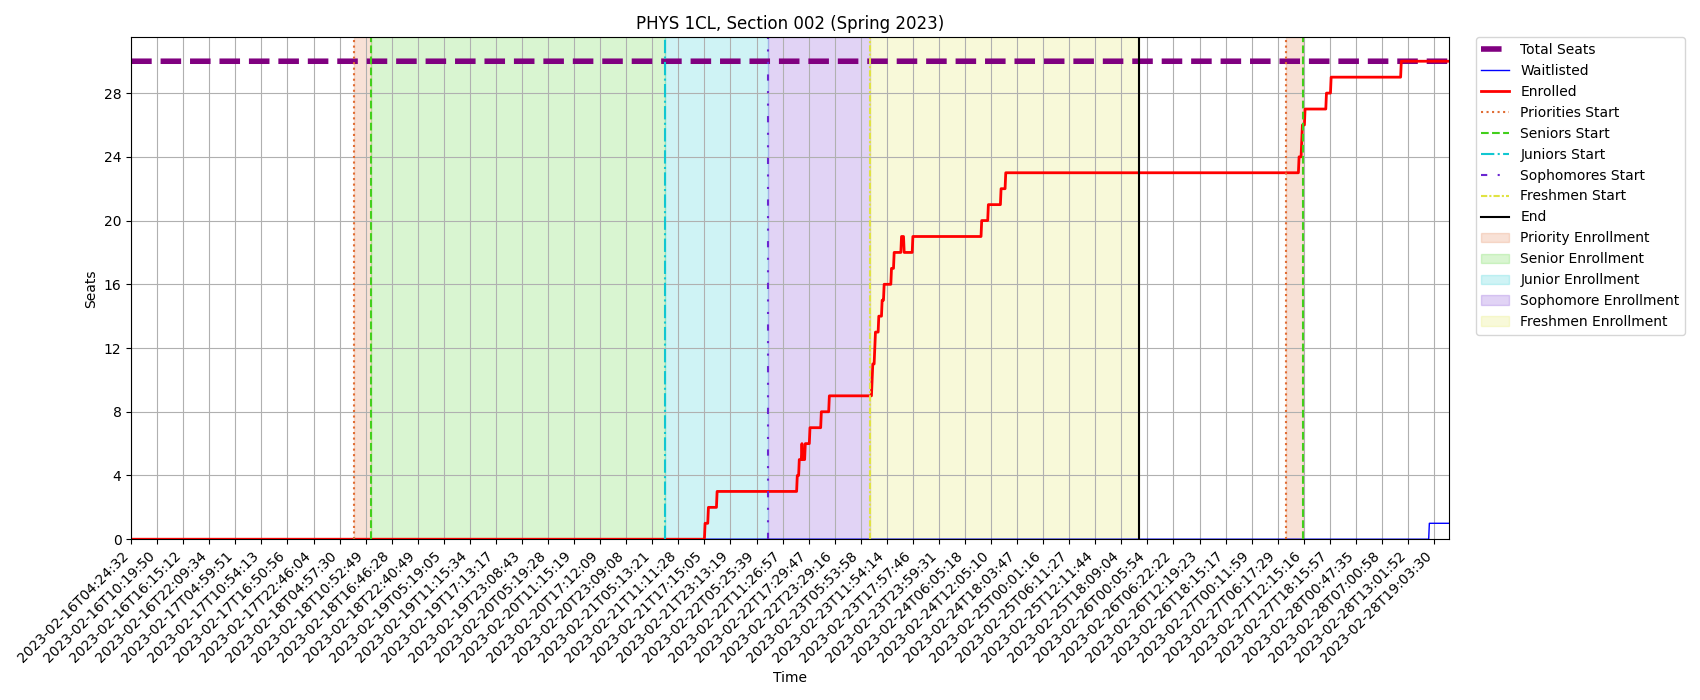 PHYS 1CL, Section 002 (Spring 2023)
Total Seats
Waitlisted
Enrolled
Priorities Start
Seniors Start
Juniors Start
Sophomores Start
Freshmen Start
End
Priority Enrollment
Senior Enrollment
Junior Enrollment
Sophomore Enrollment
Freshmen Enrollment
Seats
28
24
20
16
12
8
4
0
2023-02-16T04:24:32
2023-02-16T10:19:50
2023-02-16T16:15:12
2023-02-16T22:09:34
2023-02-17T04:59:51
2023-02-17T10:54:13
2023-02-17T16:50:56
2023-02-17T22:46:04
2023-02-18T04:57:30
2023-02-18T10:52:49
2023-02-18T16:46:28
2023-02-18T22:40:49
2023-02-19T05:19:05
2023-02-19T11:15:34
2023-02-19T17:13:17
2023-02-19T23:08:43
2023-02-20T05:19:28
2023-02-20T11:15:19
2023-02-20T17:12:09
2023-02-20T23:09:08
2023-02-21T05:13:21
2023-02-21T11:11:28
2023-02-21T17:15:05
2023-02-21T23:13:19
2023-02-22T05:25:39
2023-02-22T11:26:57
2023-02-22T17:29:47
2023-02-22T23:29:16
2023-02-23T05:53:58
2023-02-23T11:54:14
2023-02-23T17:57:46
2023-02-23T23:59:31
2023-02-24T06:05:18
2023-02-24T12:05:10
2023-02-24T18:03:47
2023-02-25T00:01:16
2023-02-25T06:11:27
2023-02-25T12:11:44
2023-02-25T18:09:04
2023-02-26T00:05:54
2023-02-26T06:22:22
2023-02-26T12:19:23
2023-02-26T18:15:17
2023-02-27T00:11:59
2023-02-27T06:17:29
2023-02-27T12:15:16
2023-02-27T18:15:57
2023-02-28T00:47:35
2023-02-28T07:00:58
2023-02-28T13:01:52
2023-02-28T19:03:30
Time